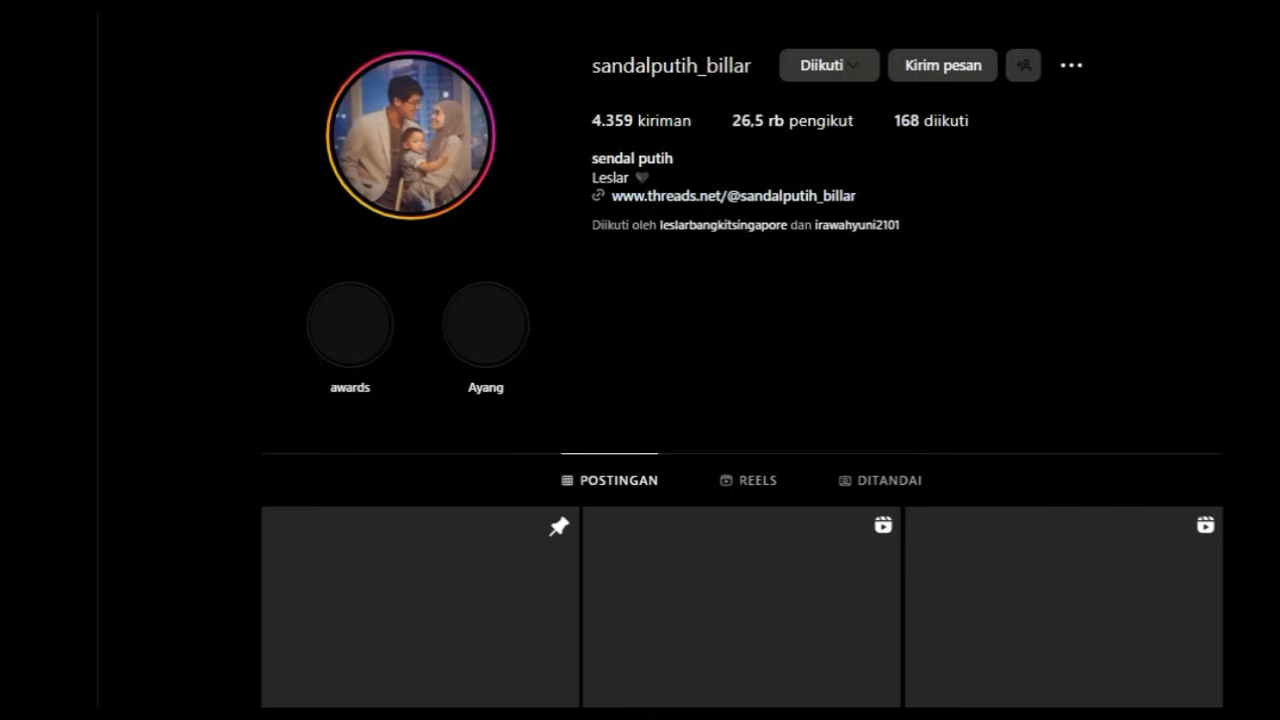 sandalputih_billar Diikuti Kirim pesan
4.359 kiriman 26,5 rb pengikut 168 diikuti
sendal putih
Leslar 🖤
www.threads.net/@sandalputih_billar
Diikuti oleh leslarbangkitsingapore dan irawahyuni2101
awards Ayang
POSTINGAN REELS DITANDAI